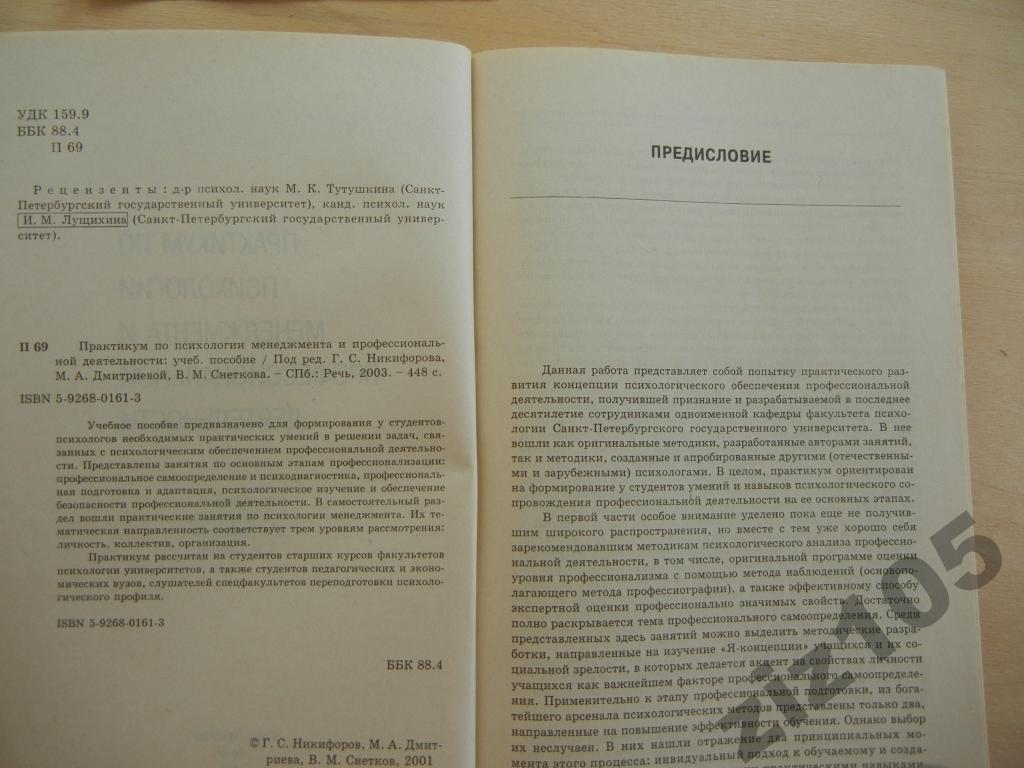 УДК 159.9
ББК 88.4
П 69
Рецензенты: д-р психол. наук М. К. Тутушкина (Санкт-
Петербургский государственный университет), канд. психол. наук
И. М. Лущихина (Санкт-Петербургский государственный универ-
ситет).
П 69 Практикум по психологии менеджмента и профессиональ-
ной деятельности: учеб. пособие / Под ред. Г. С. Никифорова,
М. А. Дмитриевой, В. М. Снеткова. – СПб.: Речь, 2003. – 448 с.
ISBN 5-9268-0161-3
Учебное пособие предназначено для формирования у студентов-
психологов необходимых практических умений в решении задач, свя-
занных с психологическим обеспечением профессиональной деятельно-
сти. Представлены занятия по основным этапам профессионализации:
профессиональное самоопределение и психодиагностика, профессиональ-
ная подготовка и адаптация, психологическое изучение и обеспечение
безопасности профессиональной деятельности. В самостоятельный раз-
дел вошли практические занятия по психологии менеджмента. Их те-
матическая направленность соответствует трем уровням рассмотрения:
личность, коллектив, организация.
Практикум рассчитан на студентов старших курсов факультетов
психологии университетов, а также студентов педагогических и эконо-
мических вузов, слушателей спецфакультетов переподготовки психоло-
гического профиля.
ISBN 5-9268-0161-3
ББК 88.4
© Г. С. Никифоров, М. А. Дмит-
риева, В. М. Снетков, 2001
ПРЕДИСЛОВИЕ
Данная работа представляет собой попытку практического раз-
вития концепции психологического обеспечения профессиональной
деятельности, получившей признание и разрабатываемой в последнее
десятилетие сотрудниками одноименной кафедры факультета психо-
логии Санкт-Петербургского государственного университета. В нее
вошли как оригинальные методики, разработанные авторами занятий,
так и методики, созданные и апробированные другими (отечественны-
ми и зарубежными) психологами. В целом, практикум ориентирован
на формирование у студентов умений и навыков психологического со-
провождения профессиональной деятельности на ее основных этапах.
В первой части особое внимание уделено пока еще не получив-
шим широкого распространения, но вместе с тем уже хорошо себя
зарекомендовавшим методикам психологического анализа профессио-
нальной деятельности, в том числе, оригинальной программе оценки
уровня профессионализма с помощью метода наблюдений (основопо-
лагающего метода профессиографии), а также эффективному способу
экспертной оценки профессионально значимых свойств. Достаточно
полно раскрывается тема профессионального самоопределения. Среди
представленных здесь занятий можно выделить методические разра-
ботки, направленные на изучение «Я-концепции» учащихся и их со-
циальной зрелости, в которых делается акцент на свойствах личности
учащихся как важнейшем факторе профессионального самоопределе-
ния. Применительно к этапу профессиональной подготовки, из бога-
тейшего арсенала психологических методов представлены только два,
направленные на повышение эффективности обучения. Однако выбор
их неслучаен. В них нашли отражение два принципиальных мо-
мента этого процесса: индивидуальный подход к обучаемому и созда-
практическими навыками
ziz105